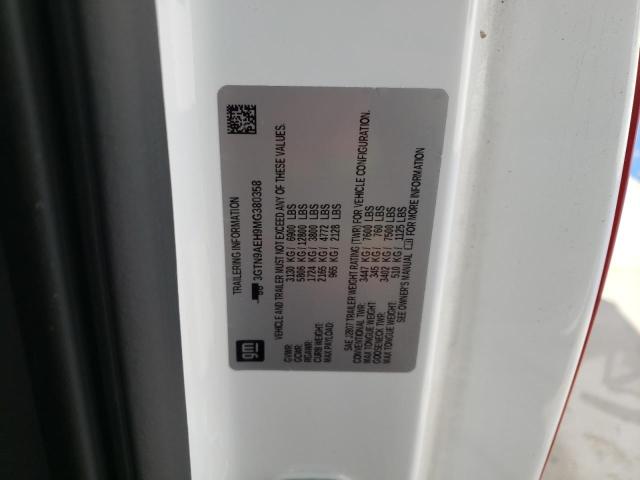 TRAILERING INFORMATION
3GTN9AEH9MG380358
VEHICLE AND TRAILER MUST NOT EXCEED ANY OF THESE VALUES.
GVWR: 3130 KG / 6900 LBS
GCWR: 5806 KG / 12800 LBS
RGAWR: 1724 KG / 3800 LBS
CURB WEIGHT: 2165 KG / 4772 LBS
MAX PAYLOAD: 965 KG / 2128 LBS
gm
SAE J2807 TRAILER WEIGHT RATING (TWR) FOR VEHICLE CONFIGURATION.
CONVENTIONAL TWR: 3447 KG / 7600 LBS
MAX TONGUE WEIGHT: 345 KG / 760 LBS
GOOSENECK TWR: 3402 KG / 7500 LBS
MAX TONGUE WEIGHT: 510 KG / 1125 LBS
SEE OWNER'S MANUAL FOR MORE INFORMATION